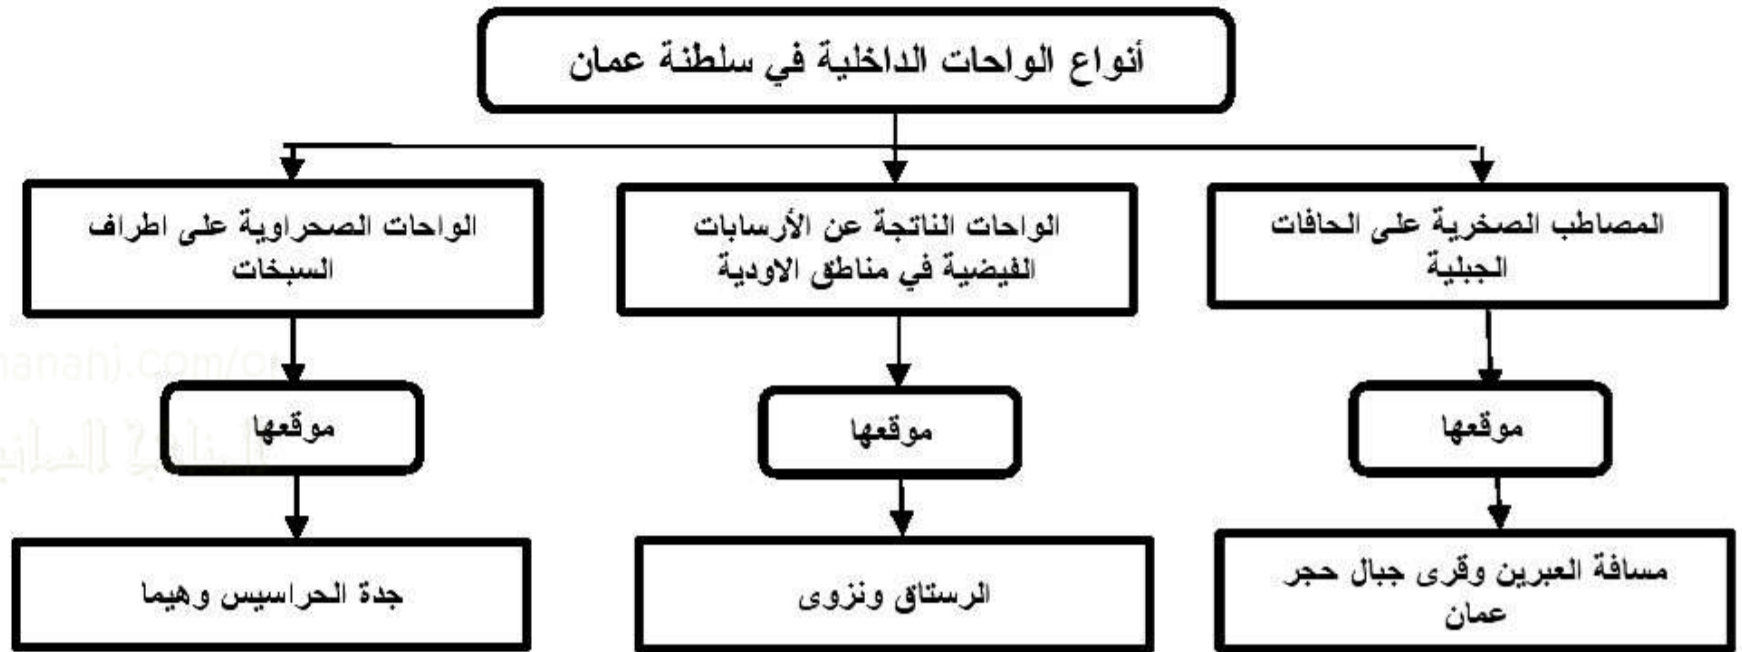 أنواع الواحات الداخلية في سلطنة عمان
المصاطب الصخرية على الحافات
الجبلية
الواحات الناتجة عن الأرسابات
الفيضية في مناطق الاودية
الواحات الصحراوية على اطراف
السبخات
موقعها
موقعها
موقعها
مسافة العبرين وقرى جبال حجر
عمان
الرستاق ونزوى
جدة الحراسيس وهيما